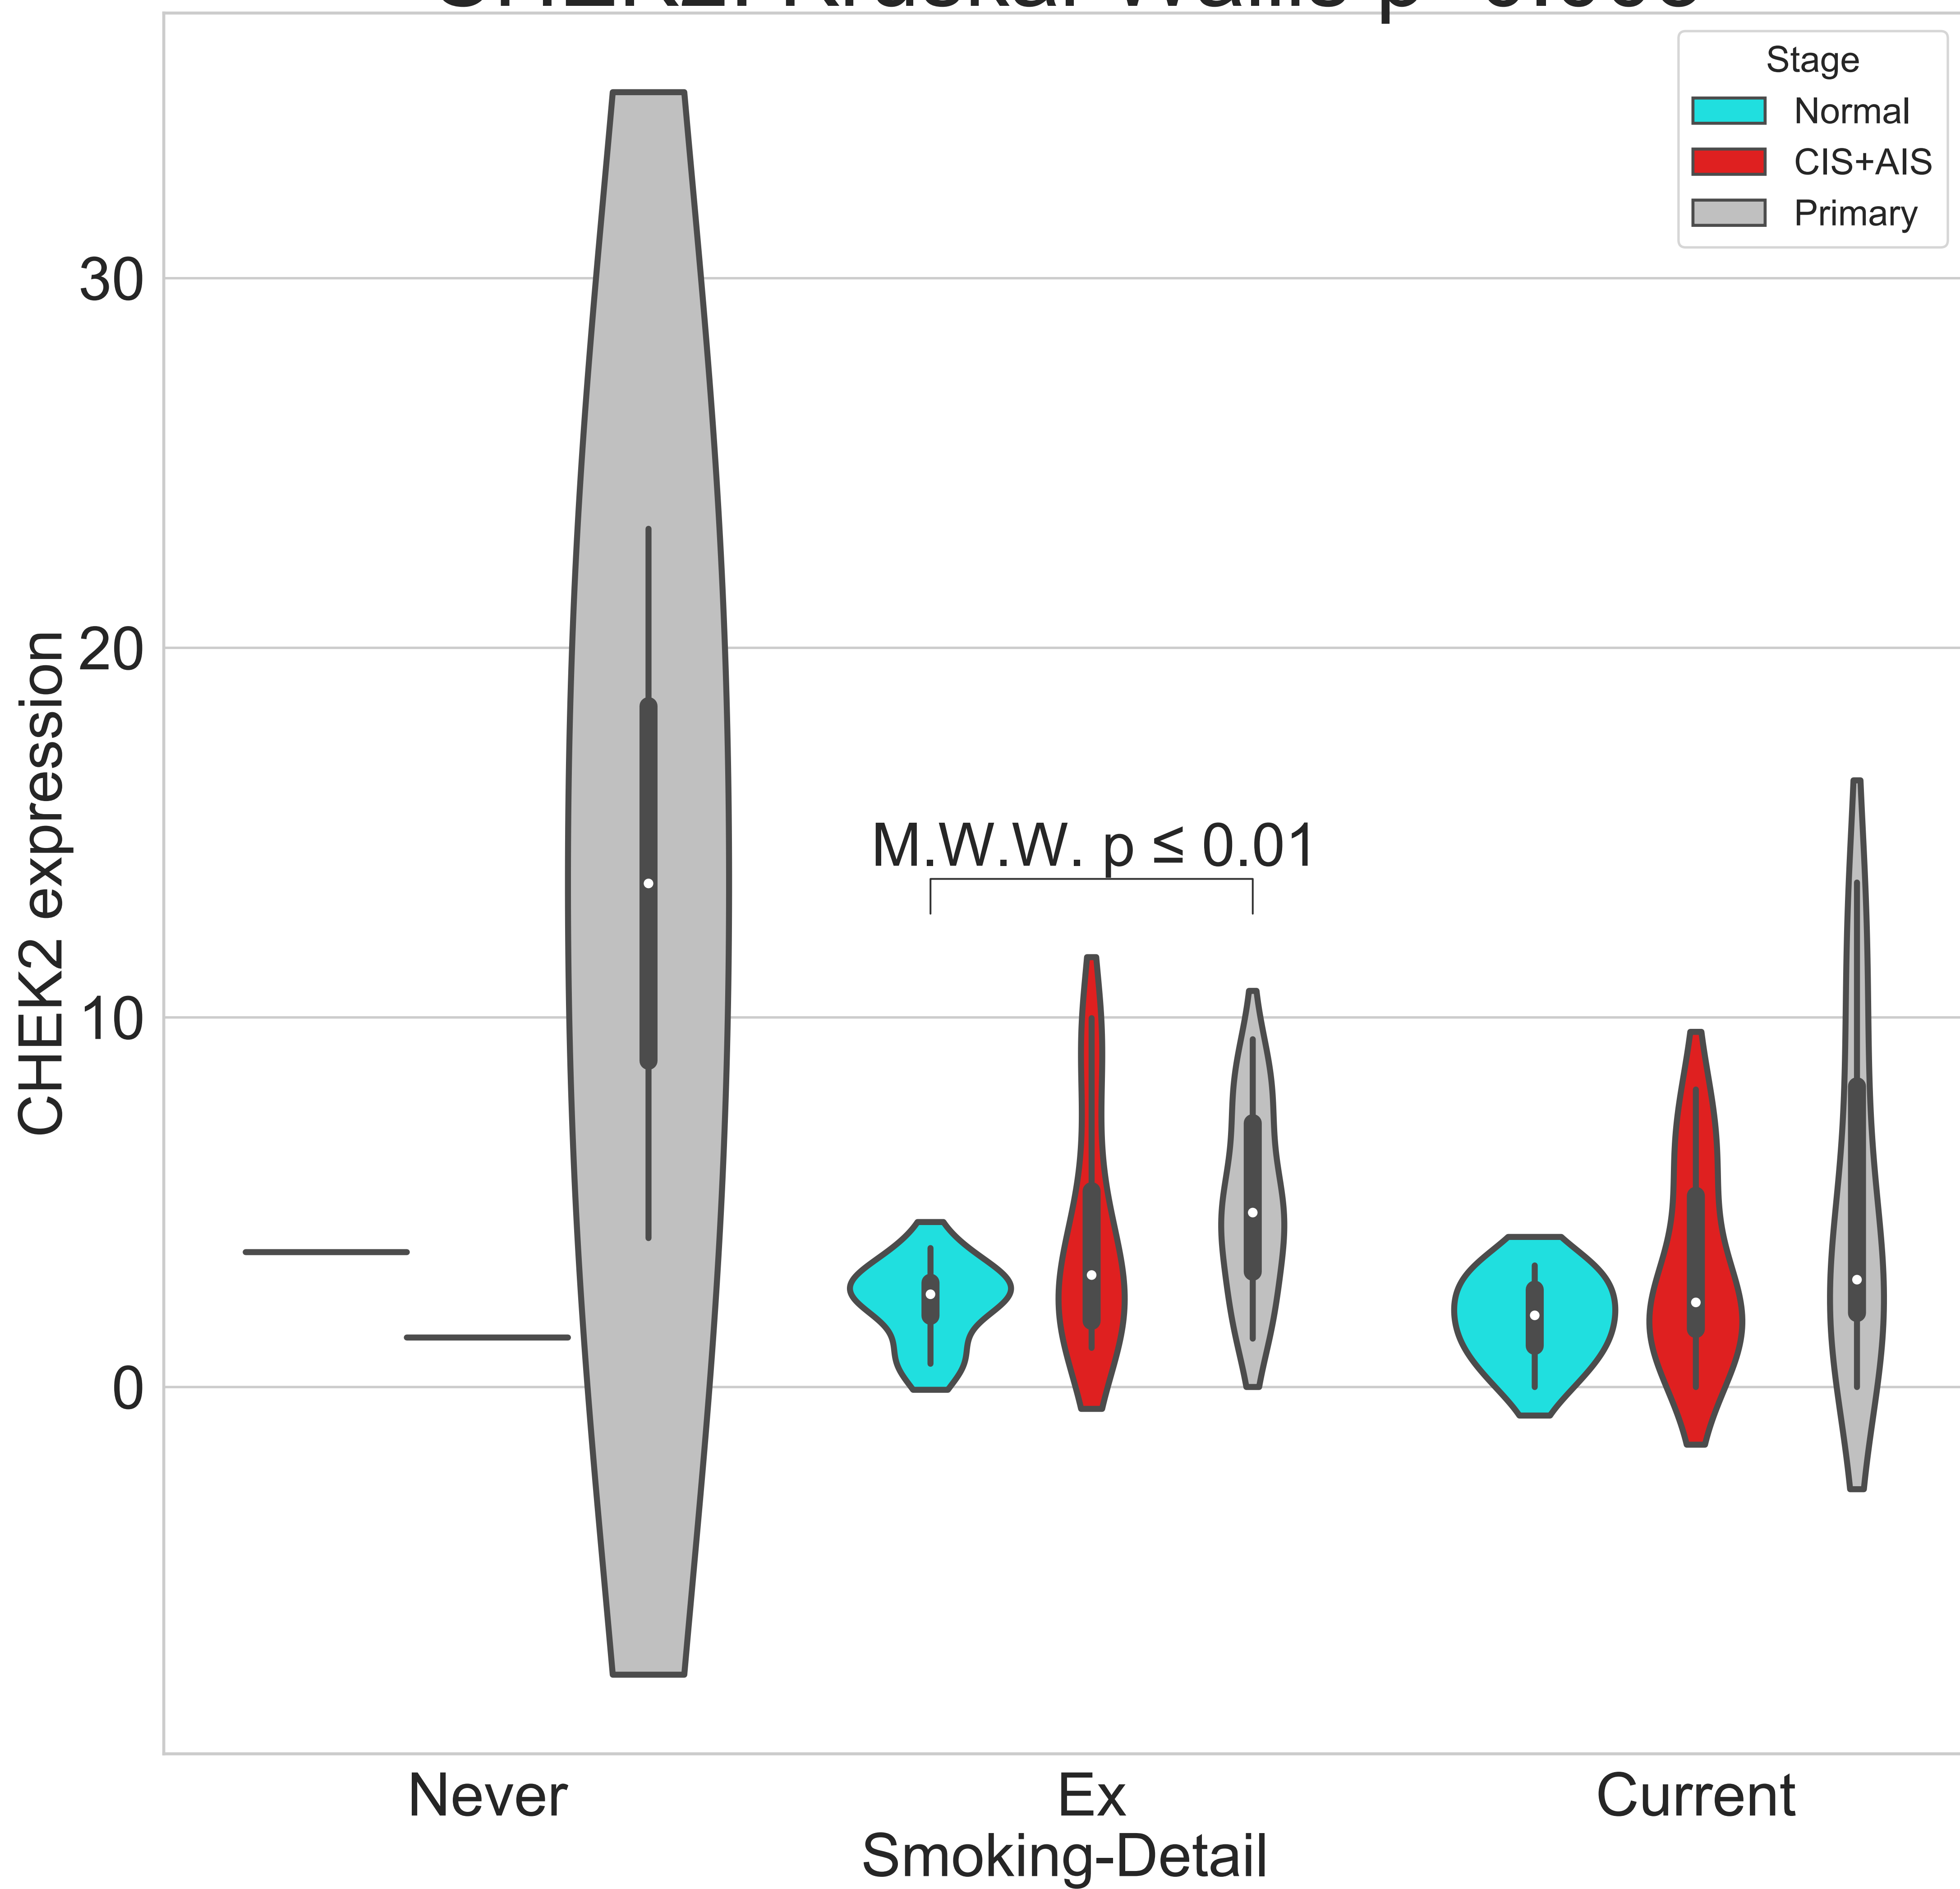 Stage
Normal
CIS+AIS
Primary
30
20
10
0
CHEK2 expression
M.W.W. p ≤ 0.01
Never
Ex
Current
Smoking-Detail